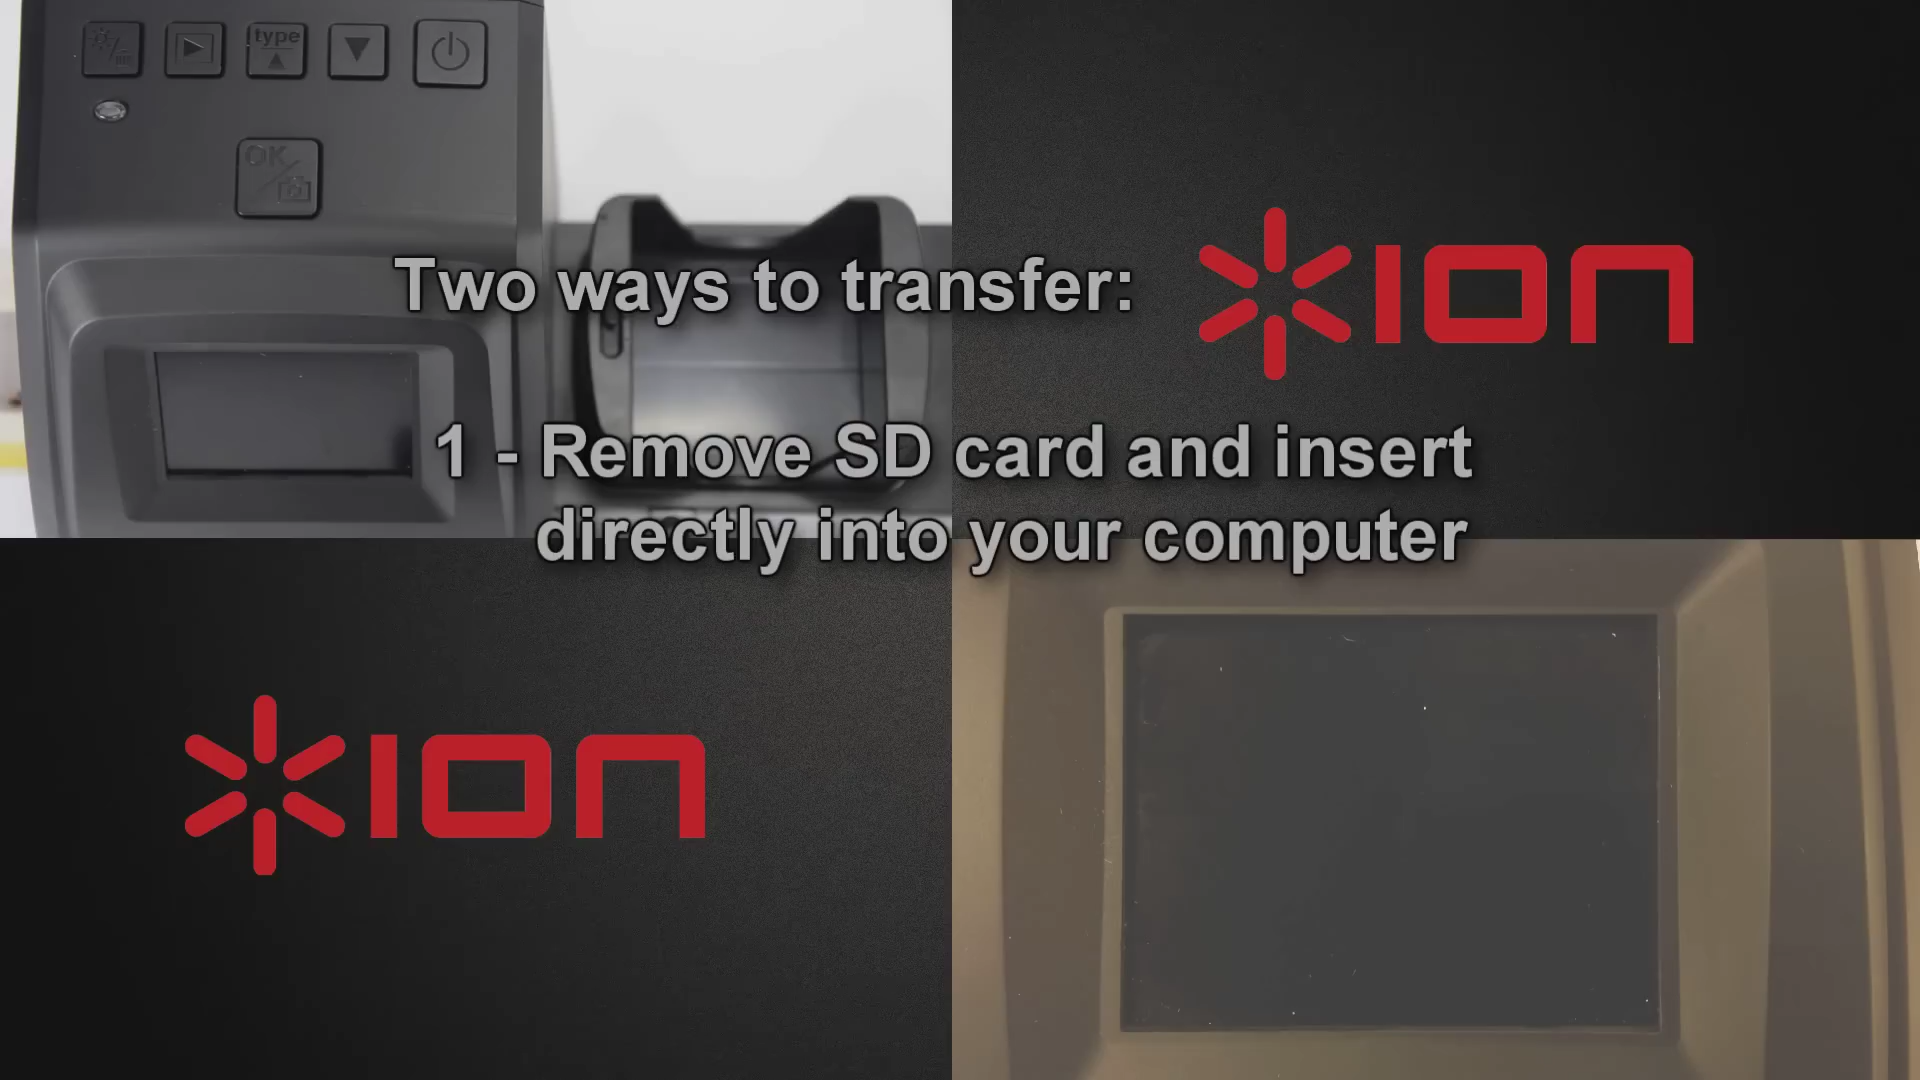 type
OK
Two ways to transfer:
ION
1 - Remove SD card and insert
directly into your computer
ION